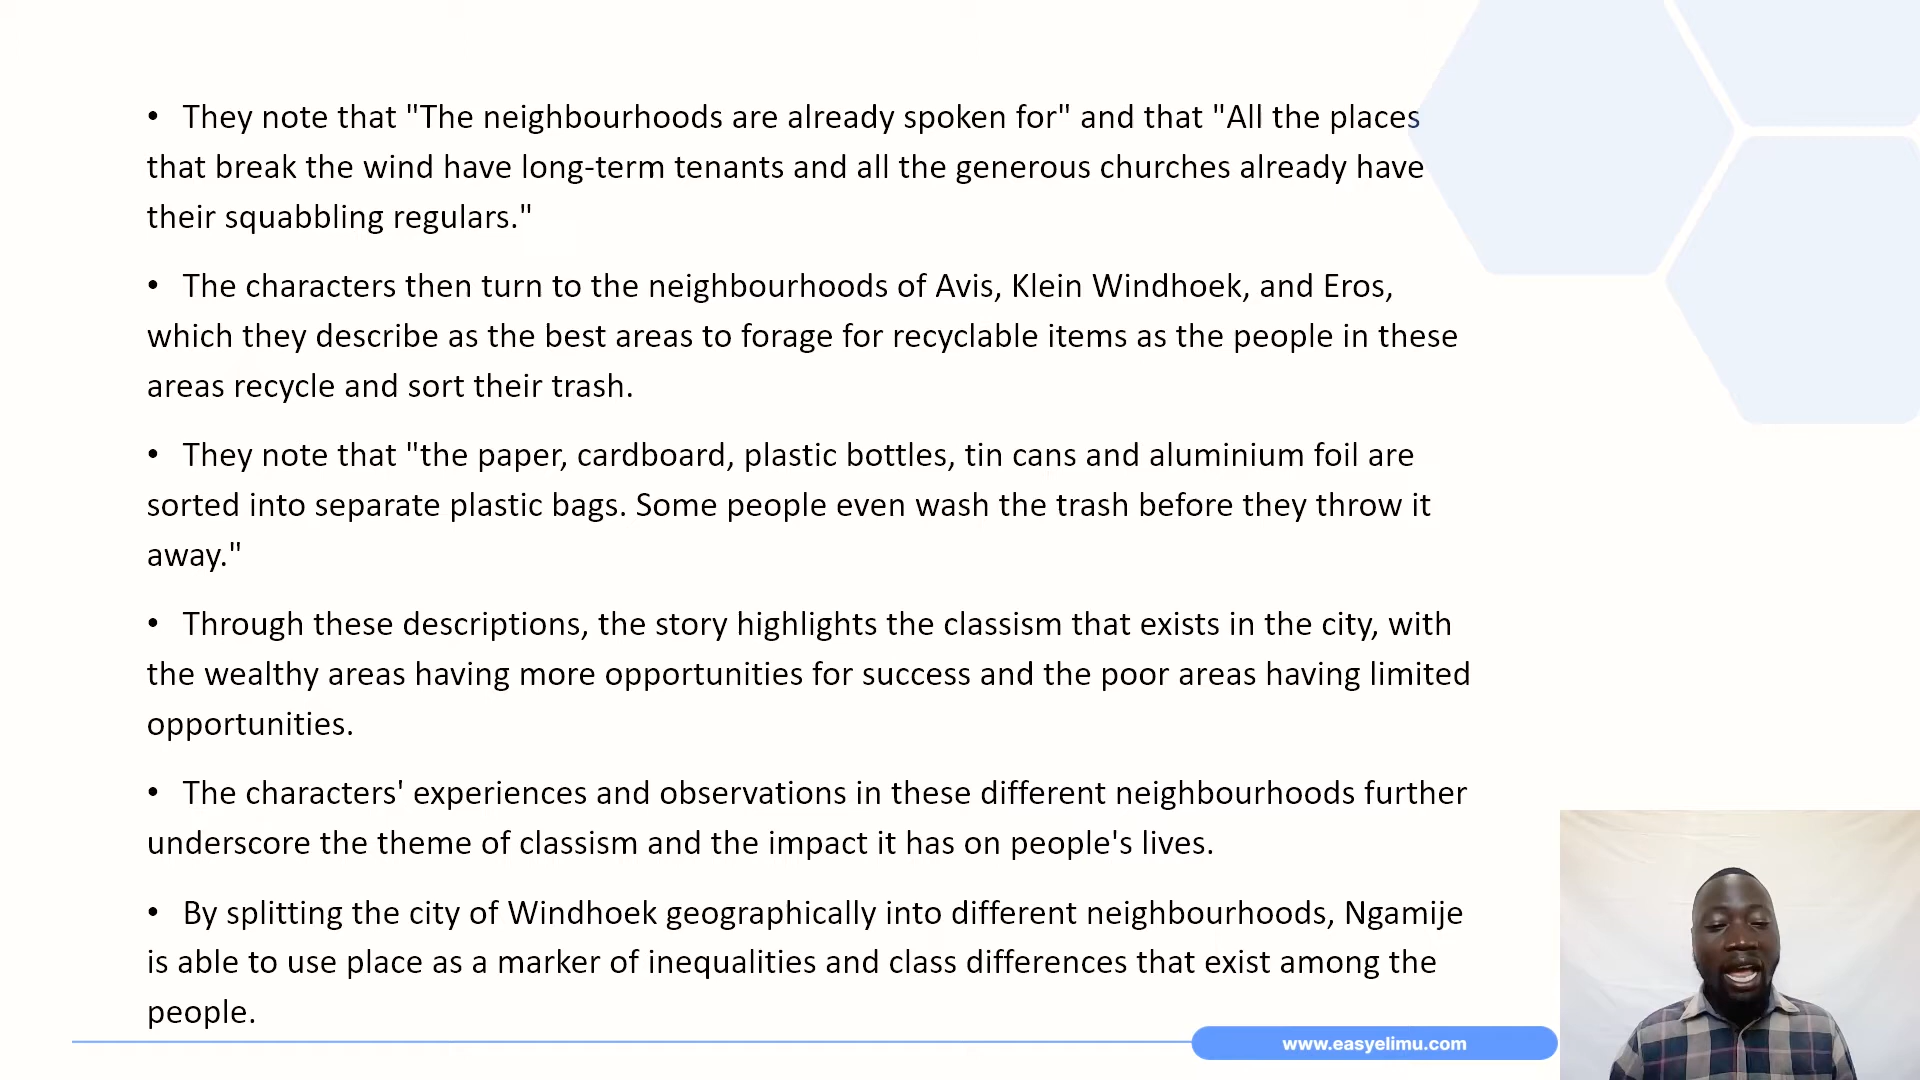 • They note that "The neighbourhoods are already spoken for" and that "All the places
that break the wind have long-term tenants and all the generous churches already have
their squabbling regulars."
• The characters then turn to the neighbourhoods of Avis, Klein Windhoek, and Eros,
which they describe as the best areas to forage for recyclable items as the people in these
areas recycle and sort their trash.
• They note that "the paper, cardboard, plastic bottles, tin cans and aluminium foil are
sorted into separate plastic bags. Some people even wash the trash before they throw it
away."
• Through these descriptions, the story highlights the classism that exists in the city, with
the wealthy areas having more opportunities for success and the poor areas having limited
opportunities.
• The characters' experiences and observations in these different neighbourhoods further
underscore the theme of classism and the impact it has on people's lives.
• By splitting the city of Windhoek geographically into different neighbourhoods, Ngamije
is able to use place as a marker of inequalities and class differences that exist among the
people.
www.easyelimu.com